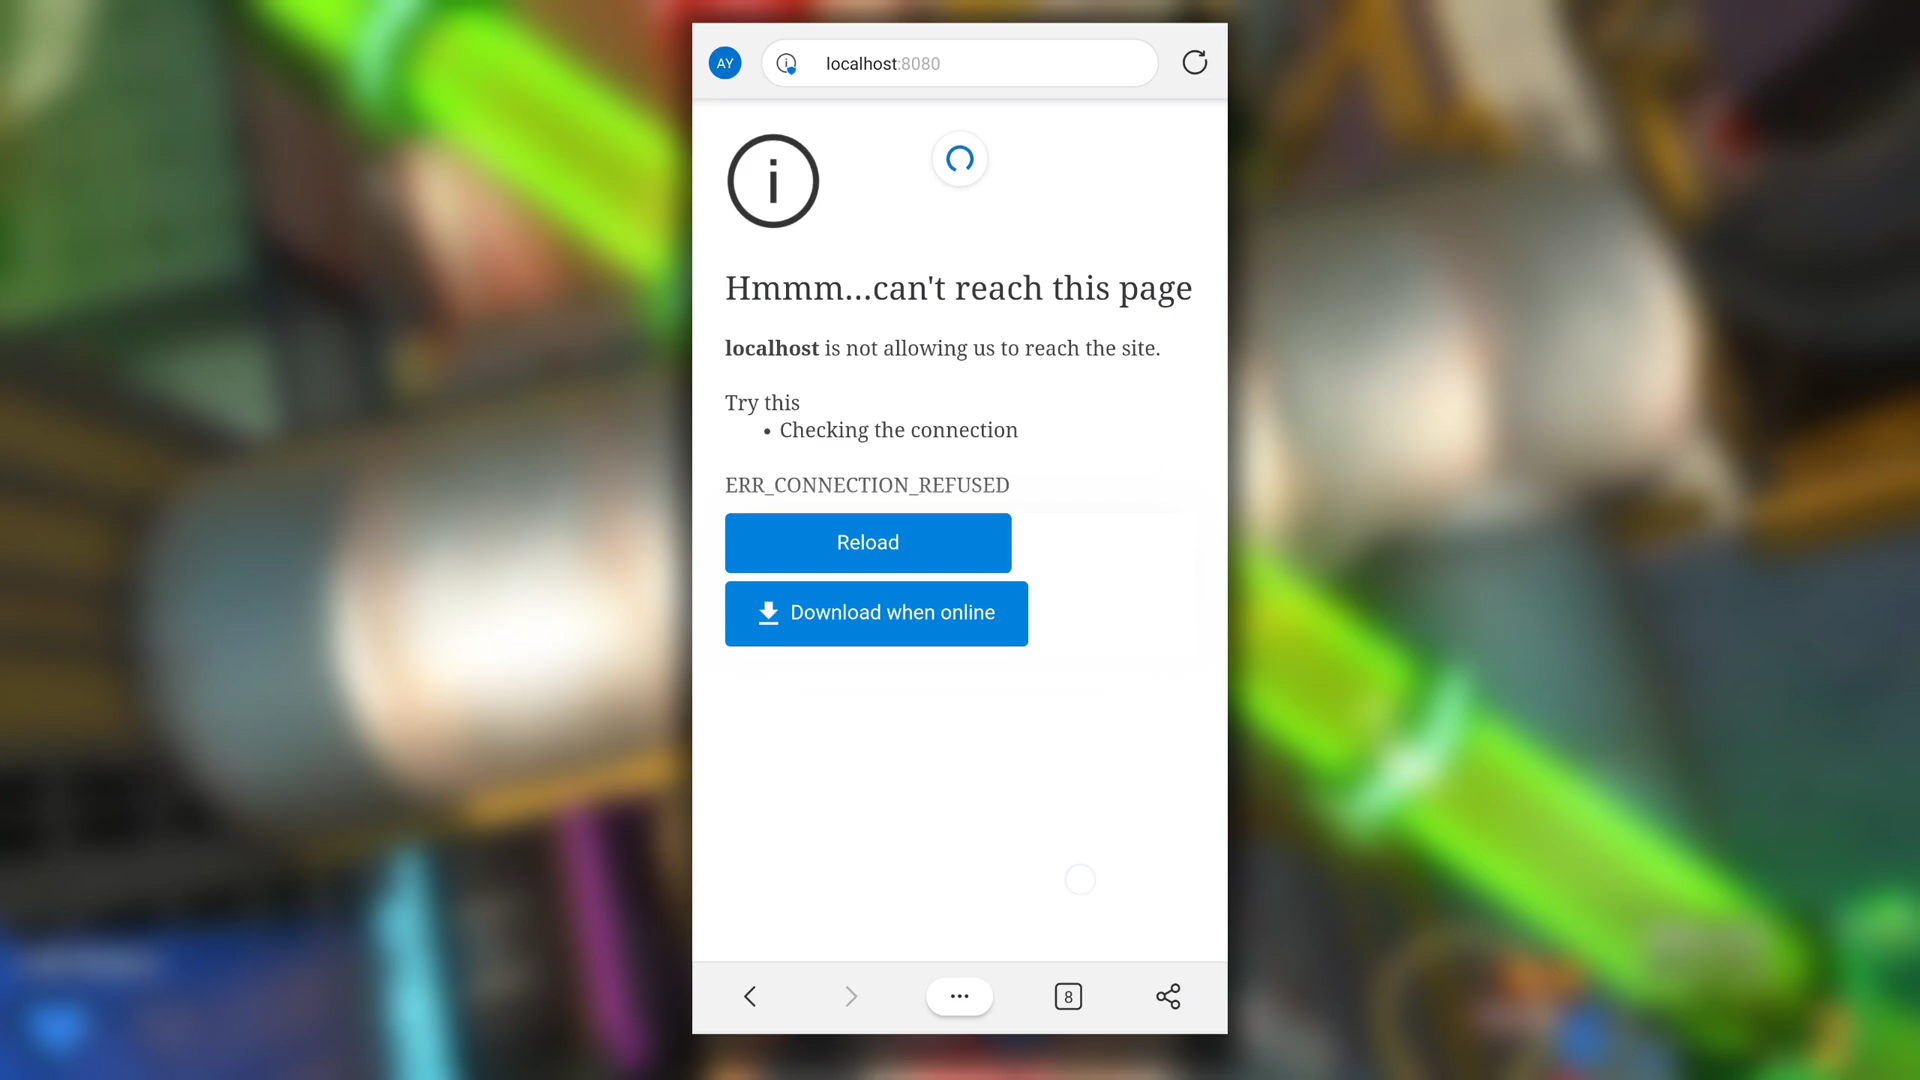 AY
localhost:8080
i
Hmmm...can't reach this page
localhost is not allowing us to reach the site.
Try this
• Checking the connection
ERR_CONNECTION_REFUSED
Reload
Download when online
8